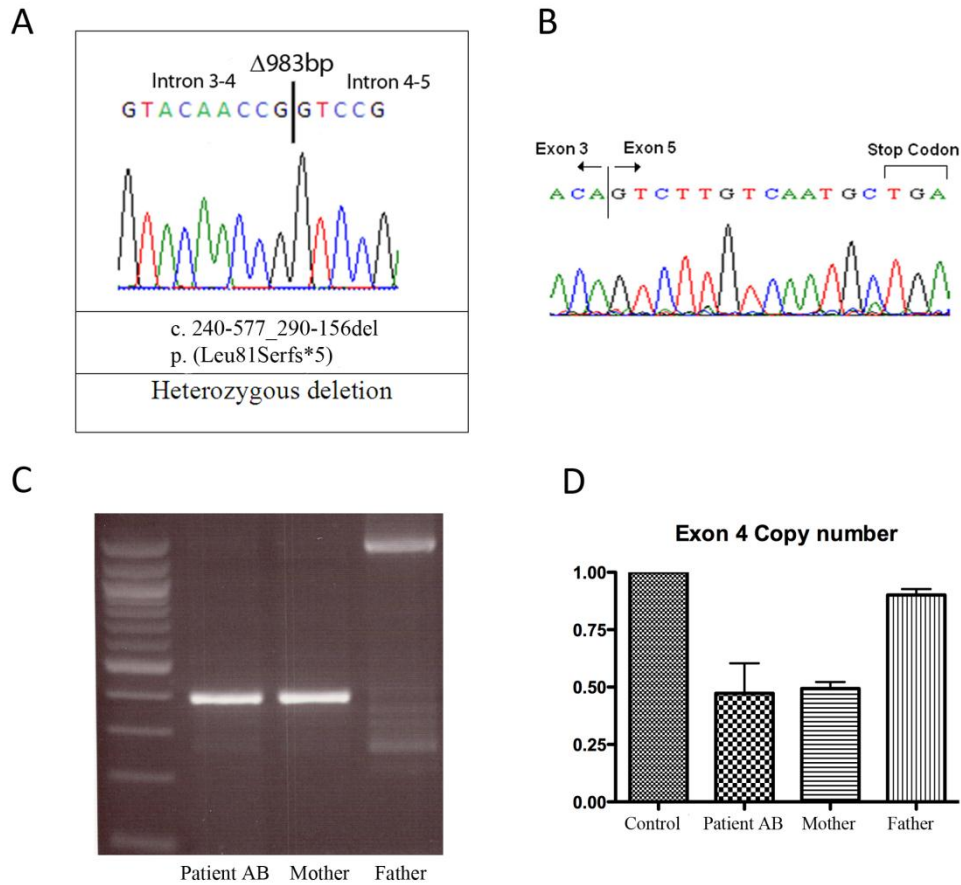 A
Δ983bp
Intron 3-4 Intron 4-5
G T A C A A C C G G T C C G
c. 240-577_290-156del
p. (Leu81Serfs*5)
Heterozygous deletion
B
Exon 3 Exon 5 Stop Codon
A C A G T C T T G T C A A T G C T G A
C
Patient AB Mother Father
D
Exon 4 Copy number
1.00
0.75
0.50
0.25
0.00
Control Patient AB Mother Father